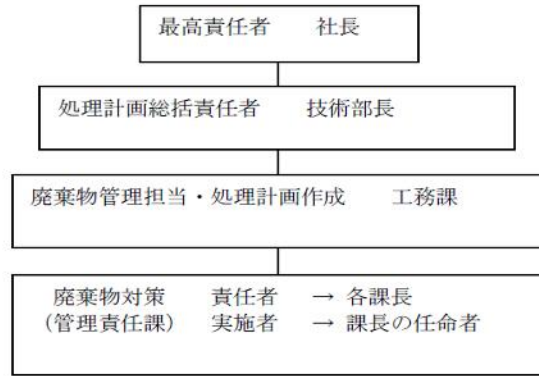 最高責任者　社長
処理計画総括責任者　技術部長
廃棄物管理担当・処理計画作成　工務課
廃棄物対策　責任者　→ 各課長
(管理責任課)　実施者　→ 課長の任命者